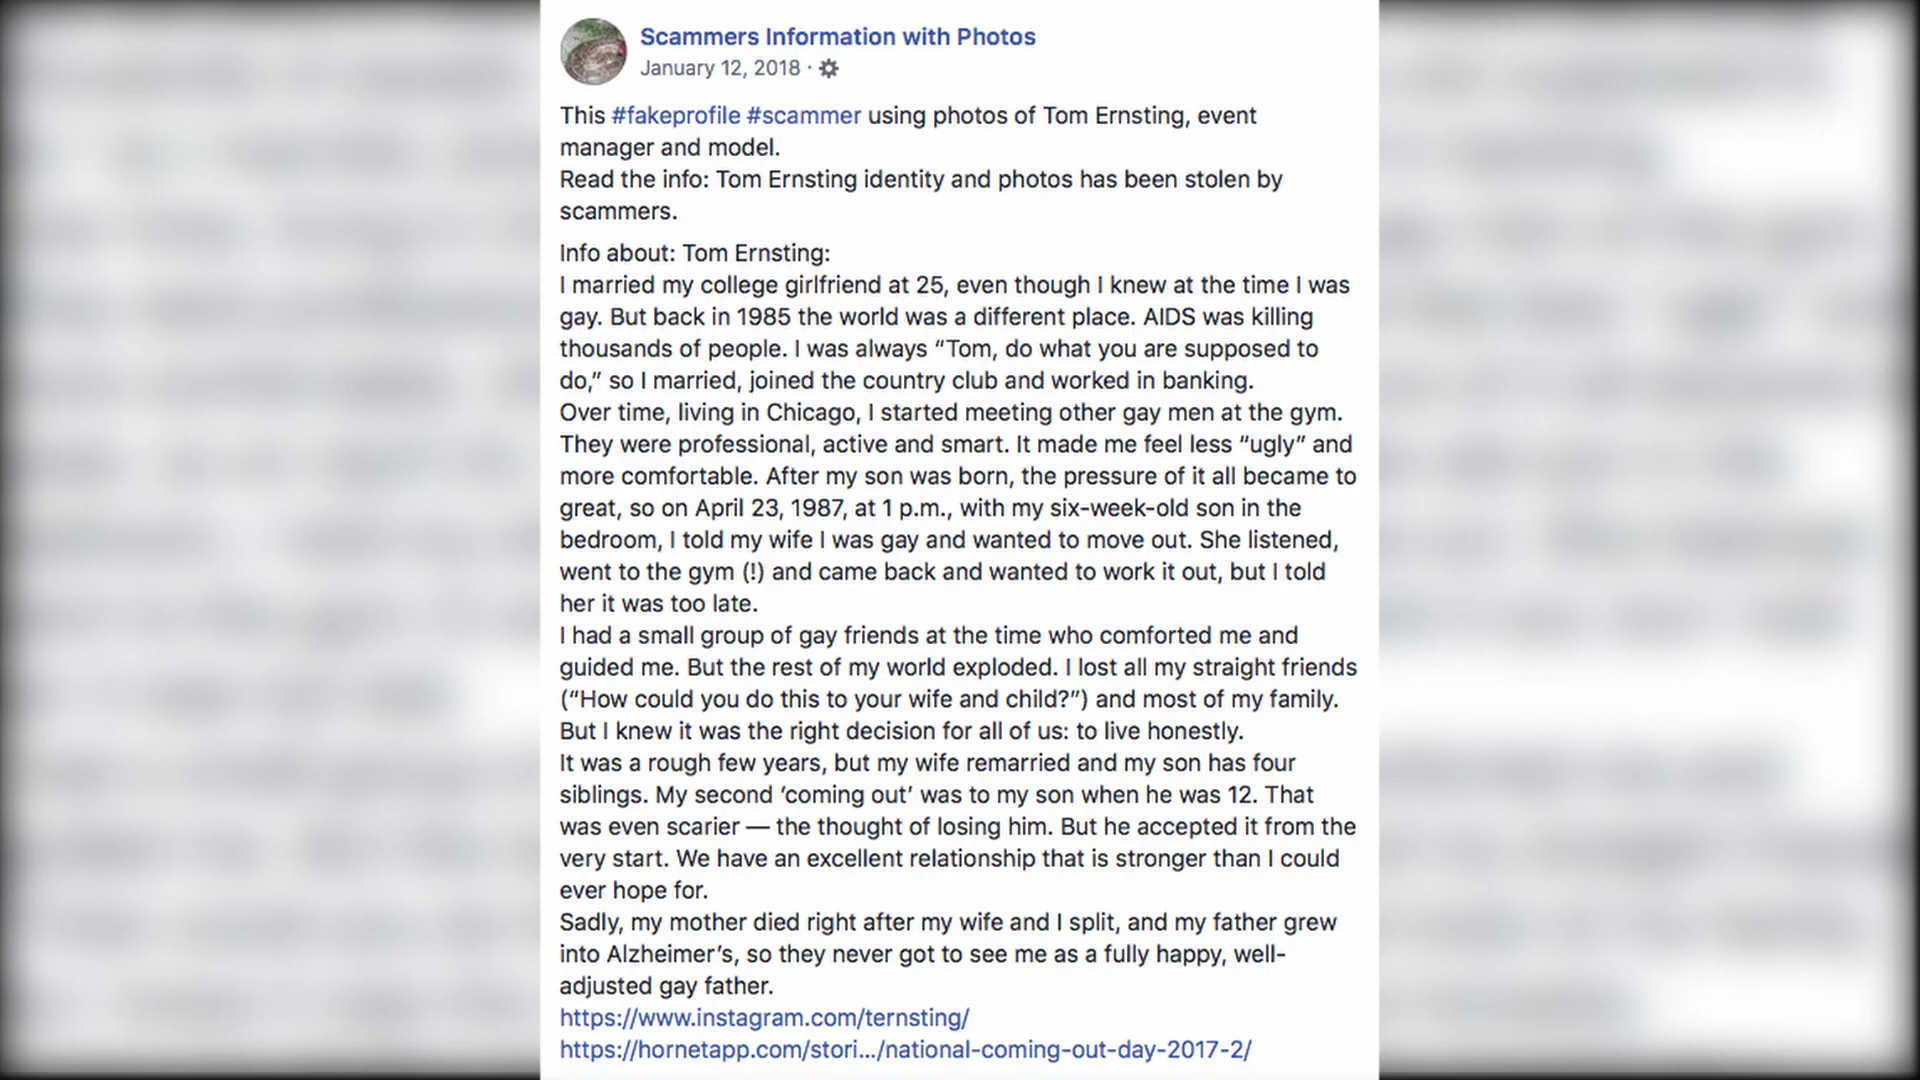 Scammers Information with Photos
January 12, 2018 ·
This #fakeprofile #scammer using photos of Tom Ernsting, event
manager and model.
Read the info: Tom Ernsting identity and photos has been stolen by
scammers.
Info about: Tom Ernsting:
I married my college girlfriend at 25, even though I knew at the time I was
gay. But back in 1985 the world was a different place. AIDS was killing
thousands of people. I was always “Tom, do what you are supposed to
do,” so I married, joined the country club and worked in banking.
Over time, living in Chicago, I started meeting other gay men at the gym.
They were professional, active and smart. It made me feel less “ugly” and
more comfortable. After my son was born, the pressure of it all became to
great, so on April 23, 1987, at 1 p.m., with my six-week-old son in the
bedroom, I told my wife I was gay and wanted to move out. She listened,
went to the gym (!) and came back and wanted to work it out, but I told
her it was too late.
I had a small group of gay friends at the time who comforted me and
guided me. But the rest of my world exploded. I lost all my straight friends
(“How could you do this to your wife and child?”) and most of my family.
But I knew it was the right decision for all of us: to live honestly.
It was a rough few years, but my wife remarried and my son has four
siblings. My second ‘coming out’ was to my son when he was 12. That
was even scarier — the thought of losing him. But he accepted it from the
very start. We have an excellent relationship that is stronger than I could
ever hope for.
Sadly, my mother died right after my wife and I split, and my father grew
into Alzheimer’s, so they never got to see me as a fully happy, well-
adjusted gay father.
https://www.instagram.com/ternsting/
https://hornetapp.com/stori.../national-coming-out-day-2017-2/